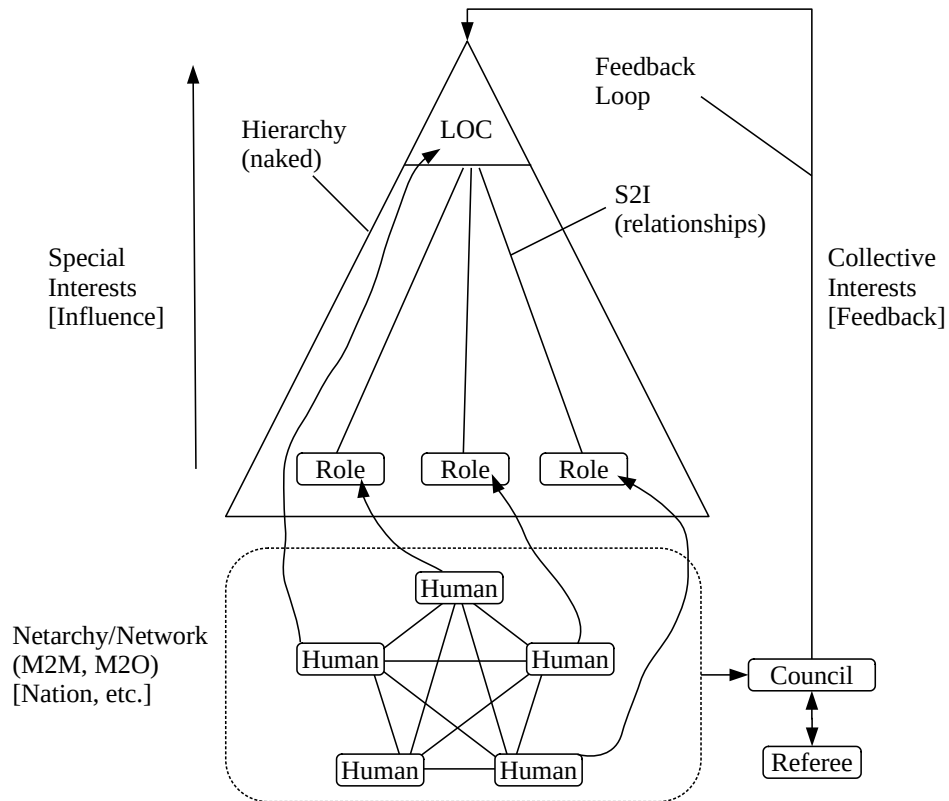 Feedback
Loop
Hierarchy
(naked)
LOC
S2I
(relationships)
Special
Interests
[Influence]
Collective
Interests
[Feedback]
Role
Role
Role
Human
Netarchy/Network
(M2M, M2O)
[Nation, etc.]
Human
Human
Council
Human
Human
Referee